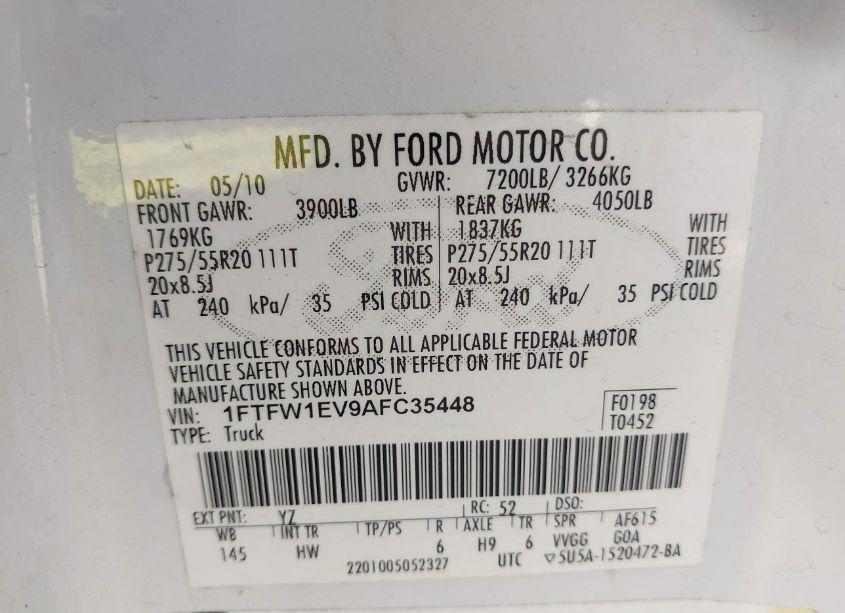 MFD. BY FORD MOTOR CO.
DATE: 05/10 GVWR: 7200LB/ 3266KG
FRONT GAWR: 3900LB REAR GAWR: 4050LB
1769KG WITH 1837KG WITH
P275/55R20 111T TIRES P275/55R20 111T TIRES
20x8.5J RIMS 20x8.5J RIMS
AT 240 kPa/ 35 PSI COLD AT 240 kPa/ 35 PSI COLD
THIS VEHICLE CONFORMS TO ALL APPLICABLE FEDERAL MOTOR
VEHICLE SAFETY STANDARDS IN EFFECT ON THE DATE OF
MANUFACTURE SHOWN ABOVE.
VIN: 1FTFW1EV9AFC35448 F0198
TYPE: Truck T0452
EXT PNT: YZ RC: 52 DSO:
WB INT TR TP/PS R AXLE TR SPR AF615
145 HW 6 H9 6 VVGG GOA
2201005052327 UTC ▽5U5A-1520472-BA